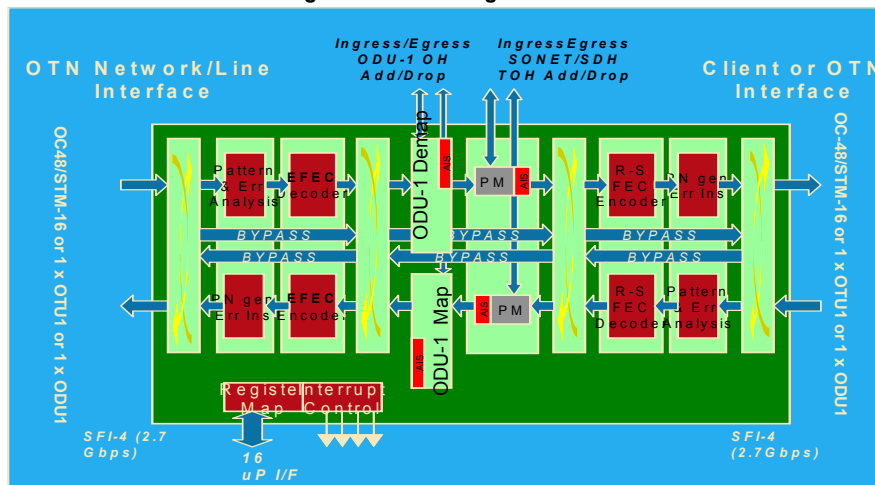 Ingress/Egress
ODU-1 OH
Add/Drop
IngressEgress
SONET/SDH
TOH Add/Drop
OTN Network/Line
Interface
Client or OTN
Interface
OC48/STM-16 or 1 x OTU1 or 1 x ODU1
Pattern
& Err
Analysis
EFEC
Decoder
ODU-1 Demap
AIS
PM
AIS
R-S
FEC
Encoder
PN gen
Err Ins
OC-48/STM-16 or 1 x OTU1 or 1 x ODU1
BYPASS
BYPASS
BYPASS
BYPASS
BYPASS
BYPASS
PN gen
Err Ins
EFEC
Encoder
ODU-1 Map
AIS
AIS
PM
R-S
FEC
Decoder
Pattern
& Err
Analysis
Register
Map
Interrupt
Control
SFI-4 (2.7
Gbps)
16
uP I/F
SFI-4
(2.7Gbps)